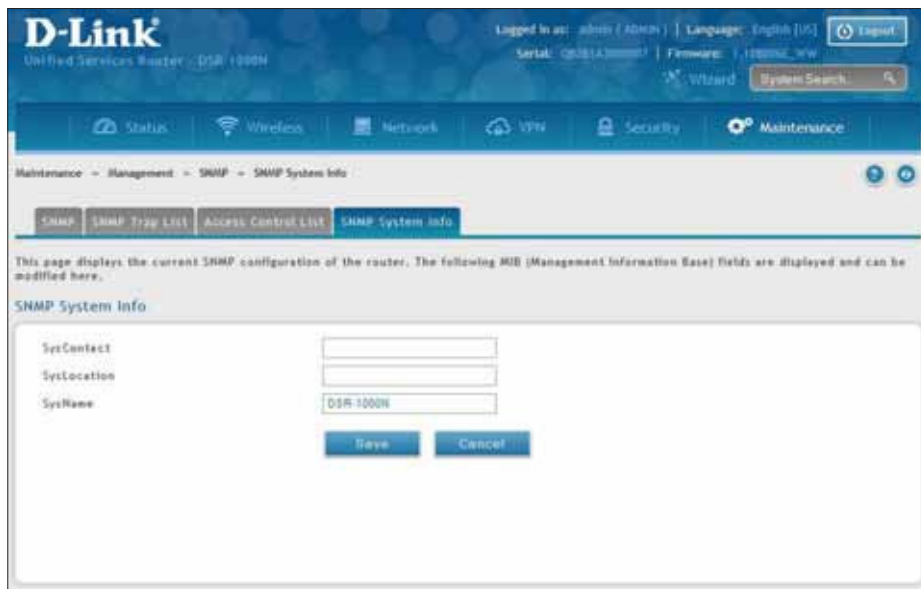 D-Link
Unified Services Router - DSR-1000N
Logged in as: admin ( ADMIN ) | Language: English [US]
Logout
Serial: | Firmware:
Wizard
System Search...
Status
Wireless
Network
VPN
Security
Maintenance
Maintenance » Management » SNMP » SNMP System Info
SNMP
SNMP Trap List
Access Control List
SNMP System Info
This page displays the current SNMP configuration of the router. The following MIB (Management Information Base) fields are displayed and can be
modified here.
SNMP System Info
SysContact
SysLocation
SysName
DSR-1000N
Save
Cancel